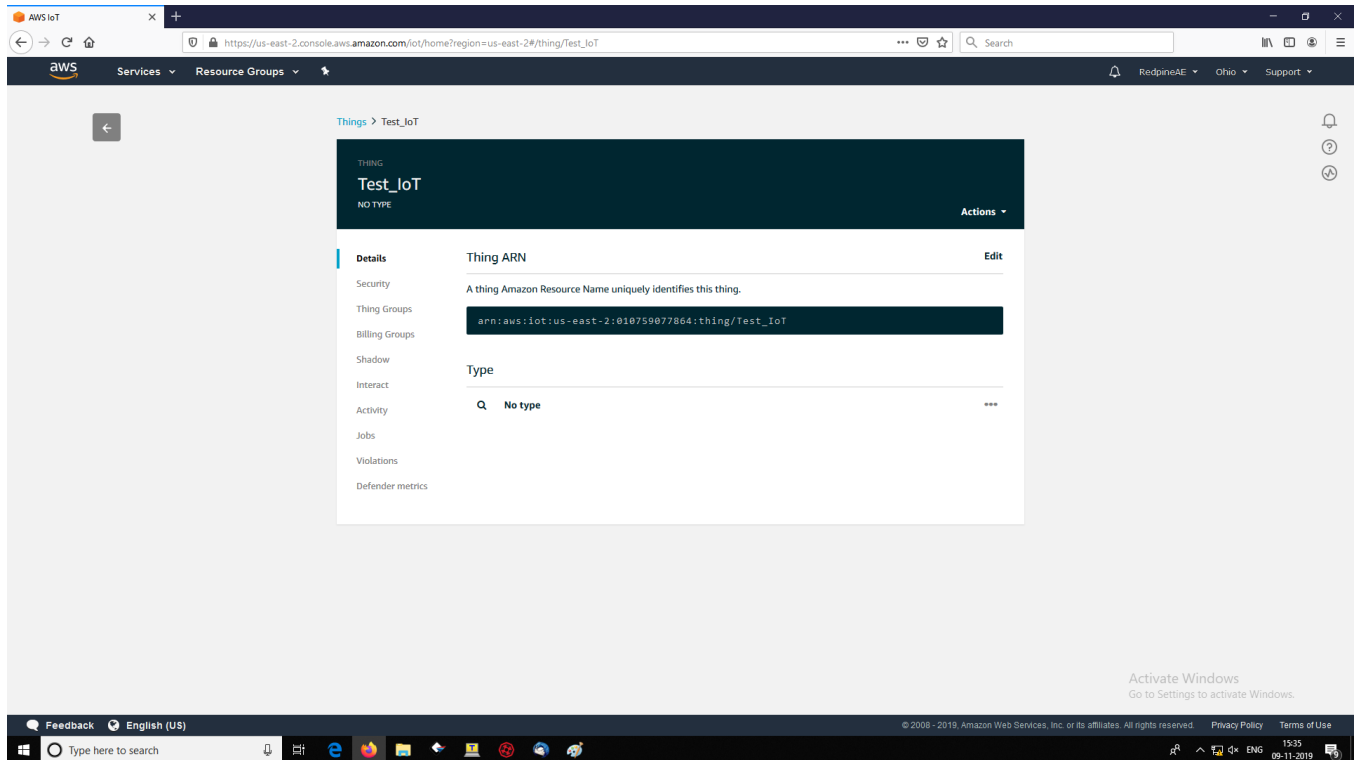 AWS IoT
https://us-east-2.console.aws.amazon.com/iot/home?region=us-east-2#/thing/Test_IoT
Search
aws Services Resource Groups RedpineAE Ohio Support
Things > Test_IoT
THING
Test_IoT
NO TYPE
Actions
Details
Security
Thing Groups
Billing Groups
Shadow
Interact
Activity
Jobs
Violations
Defender metrics
Thing ARN Edit
A thing Amazon Resource Name uniquely identifies this thing.
arn:aws:iot:us-east-2:010759077864:thing/Test_IoT
Type
No type
Activate Windows
Go to Settings to activate Windows.
Feedback English (US) © 2008 - 2019, Amazon Web Services, Inc. or its affiliates. All rights reserved. Privacy Policy Terms of Use
Type here to search ENG 15:35
09-11-2019 9